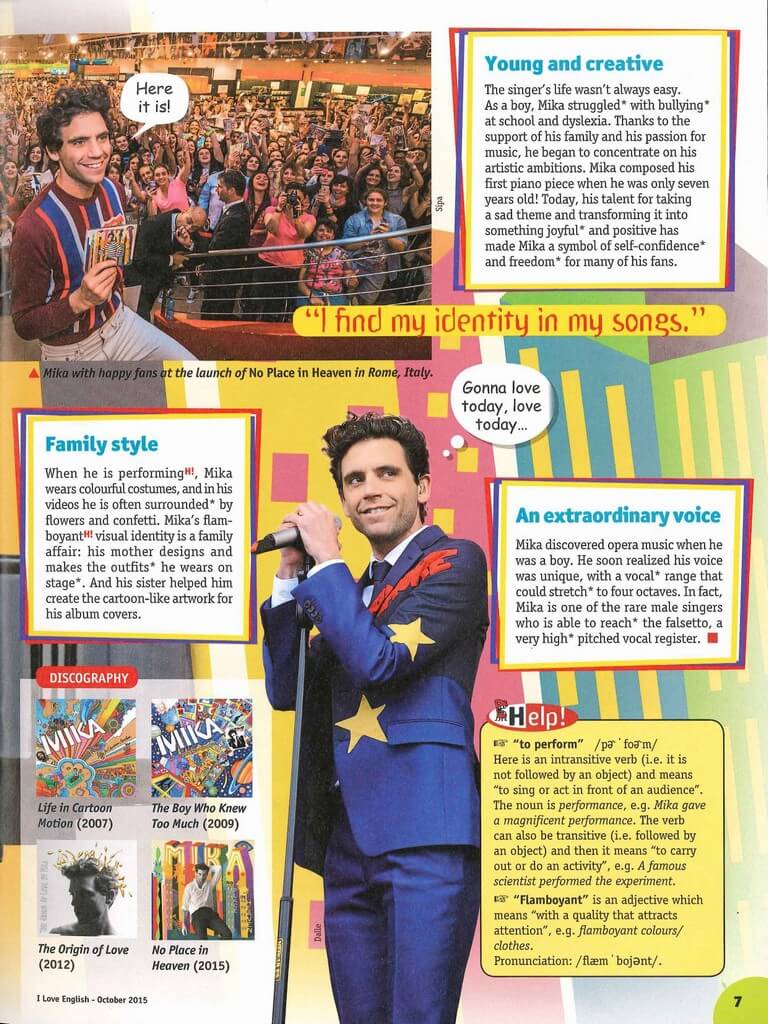 Here
it is!
Sipa
Young and creative
The singer's life wasn't always easy.
As a boy, Mika struggled* with bullying*
at school and dyslexia. Thanks to the
support of his family and his passion for
music, he began to concentrate on his
artistic ambitions. Mika composed his
first piano piece when he was only seven
years old! Today, his talent for taking
a sad theme and transforming it into
something joyful* and positive has
made Mika a symbol of self-confidence*
and freedom* for many of his fans.
“I find my identity in my songs.”
▲ Mika with happy fans at the launch of No Place in Heaven in Rome, Italy.
Gonna love
today, love
today...
Family style
When he is performingH!, Mika
wears colourful costumes, and in his
videos he is often surrounded* by
flowers and confetti. Mika's flam-
boyantH! visual identity is a family
affair: his mother designs and
makes the outfits* he wears on
stage*. And his sister helped him
create the cartoon-like artwork for
his album covers.
An extraordinary voice
Mika discovered opera music when he
was a boy. He soon realized his voice
was unique, with a vocal* range that
could stretch* to four octaves. In fact,
Mika is one of the rare male singers
who is able to reach* the falsetto, a
very high* pitched vocal register. ■
DISCOGRAPHY
MIKA
MIKA
Life in Cartoon
Motion (2007)
The Boy Who Knew
Too Much (2009)
MIKA
The Origin of Love
(2012)
No Place in
Heaven (2015)
Dalle
Help!
☞ “to perform” /pəʳ ˈfɔəʳm/
Here is an intransitive verb (i.e. it is
not followed by an object) and means
“to sing or act in front of an audience”.
The noun is performance, e.g. Mika gave
a magnificent performance. The verb
can also be transitive (i.e. followed by
an object) and then it means “to carry
out or do an activity”, e.g. A famous
scientist performed the experiment.
☞ “Flamboyant” is an adjective which
means “with a quality that attracts
attention”, e.g. flamboyant colours/
clothes.
Pronunciation: /flæmˈbojənt/.
I Love English - October 2015
7